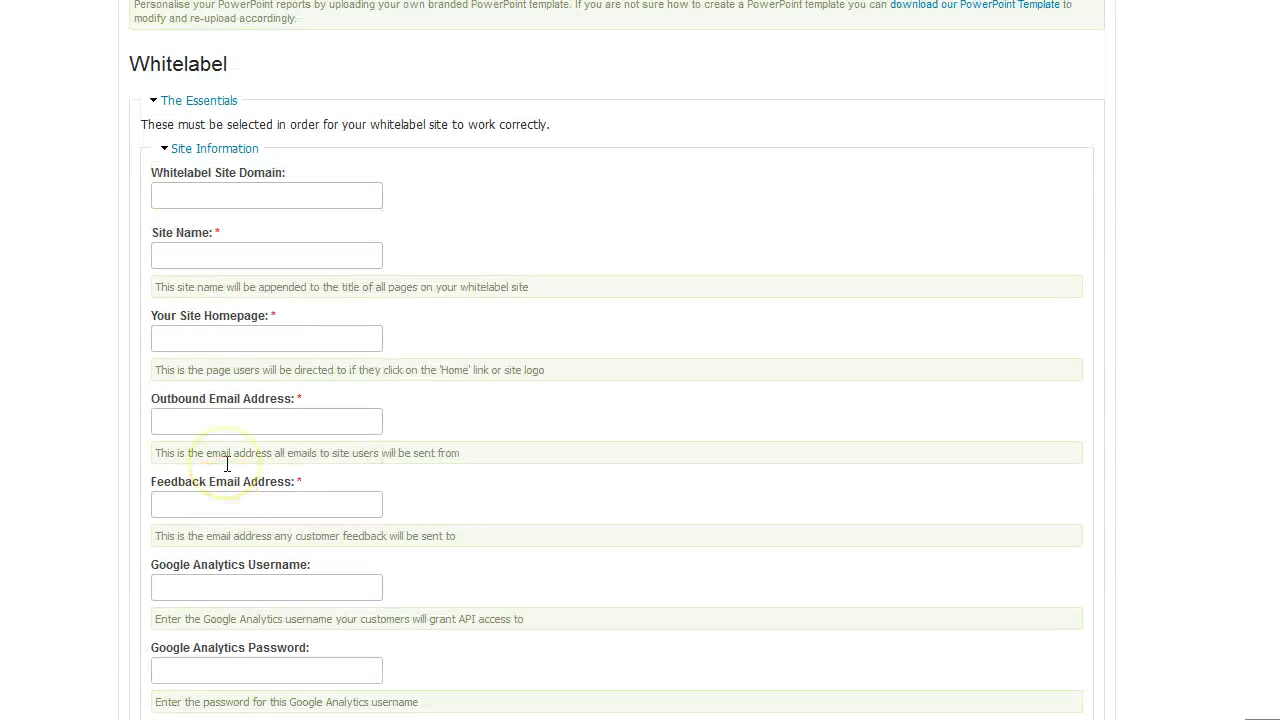 Personalise your PowerPoint reports by uploading your own branded PowerPoint template. If you are not sure how to create a PowerPoint template you can download our PowerPoint Template to
modify and re-upload accordingly.
Whitelabel
The Essentials
These must be selected in order for your whitelabel site to work correctly.
Site Information
Whitelabel Site Domain:
Site Name: *
This site name will be appended to the title of all pages on your whitelabel site
Your Site Homepage: *
This is the page users will be directed to if they click on the 'Home' link or site logo
Outbound Email Address: *
This is the email address all emails to site users will be sent from
Feedback Email Address: *
This is the email address any customer feedback will be sent to
Google Analytics Username:
Enter the Google Analytics username your customers will grant API access to
Google Analytics Password:
Enter the password for this Google Analytics username